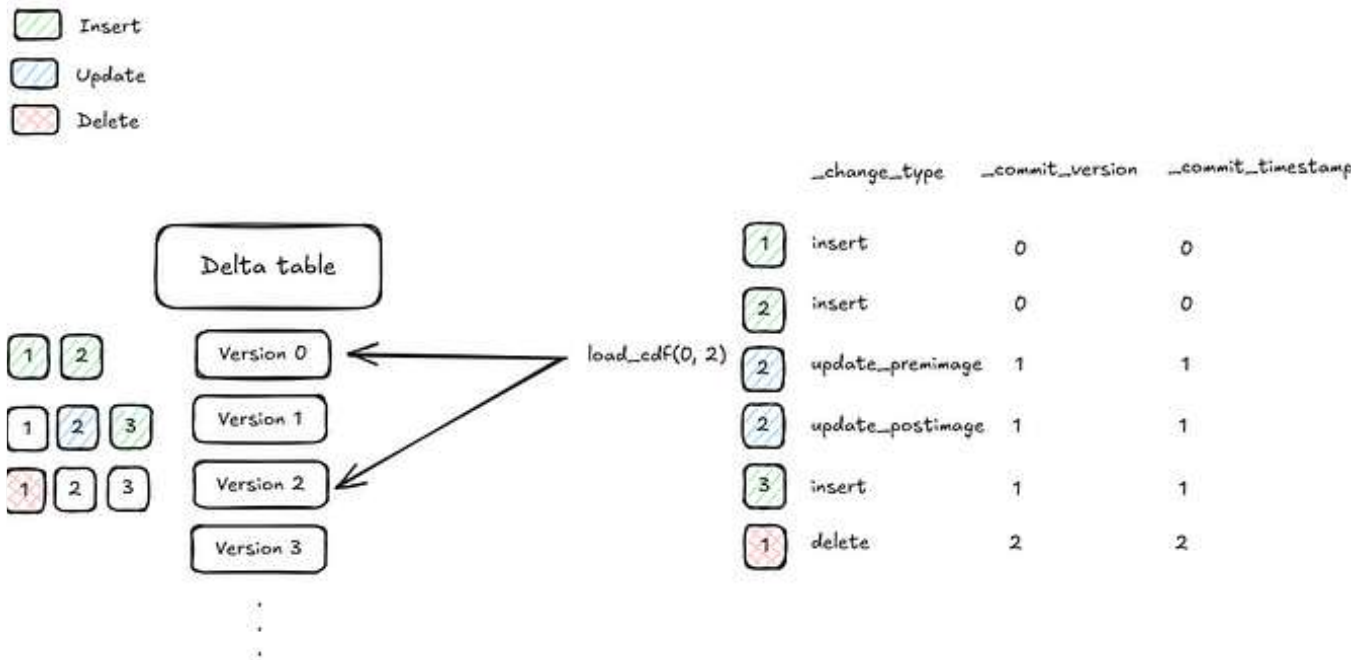 Insert
Update
Delete
_change_type _commit_version _commit_timestamp
1 insert 0 0
Delta table
2 insert 0 0
1 2 Version 0 load_cdf(0, 2) 2 update_premimage 1 1
1 2 3 Version 1 2 update_postimage 1 1
1 2 3 Version 2 3 insert 1 1
Version 3 1 delete 2 2